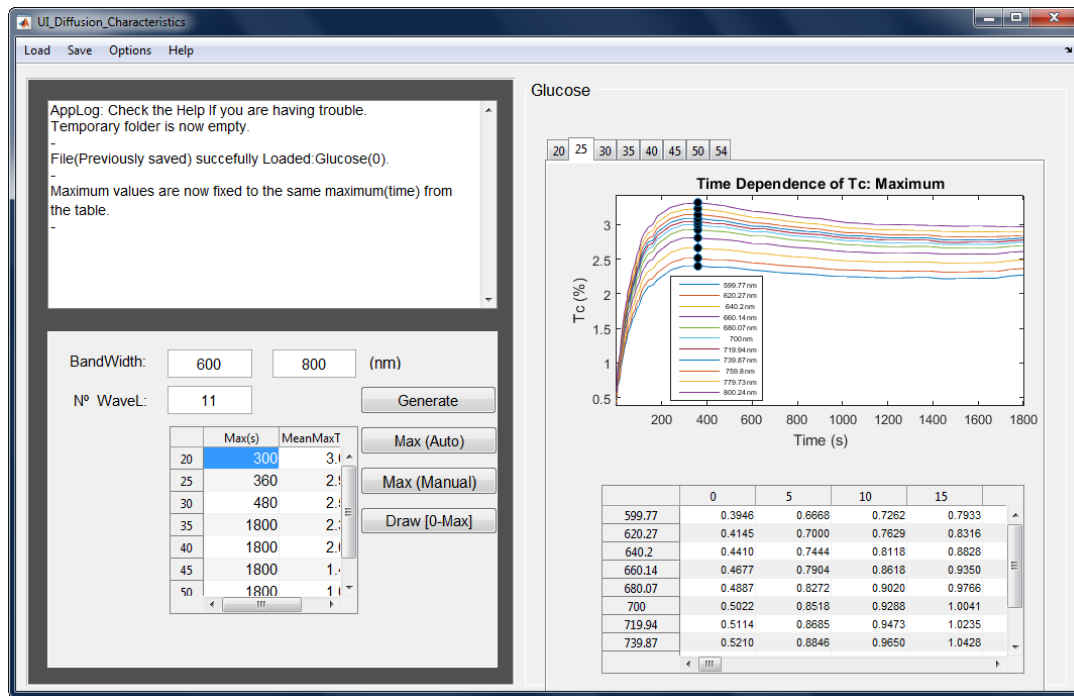 UI_Diffusion_Characteristics
Load Save Options Help
AppLog: Check the Help If you are having trouble.
Temporary folder is now empty.
-
File(Previously saved) succefully Loaded:Glucose(0).
-
Maximum values are now fixed to the same maximum(time) from
the table.
-
BandWidth: 600 800 (nm)
Nº WaveL: 11
Generate
Max (Auto)
Max (Manual)
Draw [0-Max]
Max(s) MeanMaxT
20 300
25 360
30 480
35 1800
40 1800
45 1800
50 1800
Glucose
20 25 30 35 40 45 50 54
Time Dependence of Tc: Maximum
Tc (%)
3
2.5
2
1.5
1
0.5
599.77nm
620.27nm
640.2nm
660.14nm
680.07nm
700nm
719.94nm
739.87nm
759.8nm
779.73nm
800.24nm
200 400 600 800 1000 1200 1400 1600 1800
Time (s)
0 5 10 15
599.77 0.3946 0.6668 0.7262 0.7933
620.27 0.4145 0.7000 0.7629 0.8316
640.2 0.4410 0.7444 0.8118 0.8828
660.14 0.4677 0.7904 0.8618 0.9350
680.07 0.4887 0.8272 0.9020 0.9766
700 0.5022 0.8518 0.9288 1.0041
719.94 0.5114 0.8685 0.9473 1.0235
739.87 0.5210 0.8846 0.9650 1.0428